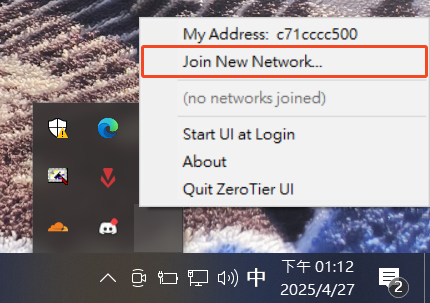 My Address: c71cccc500
Join New Network...
(no networks joined)
Start UI at Login
About
Quit ZeroTier UI
中
下午 01:12
2025/4/27
2